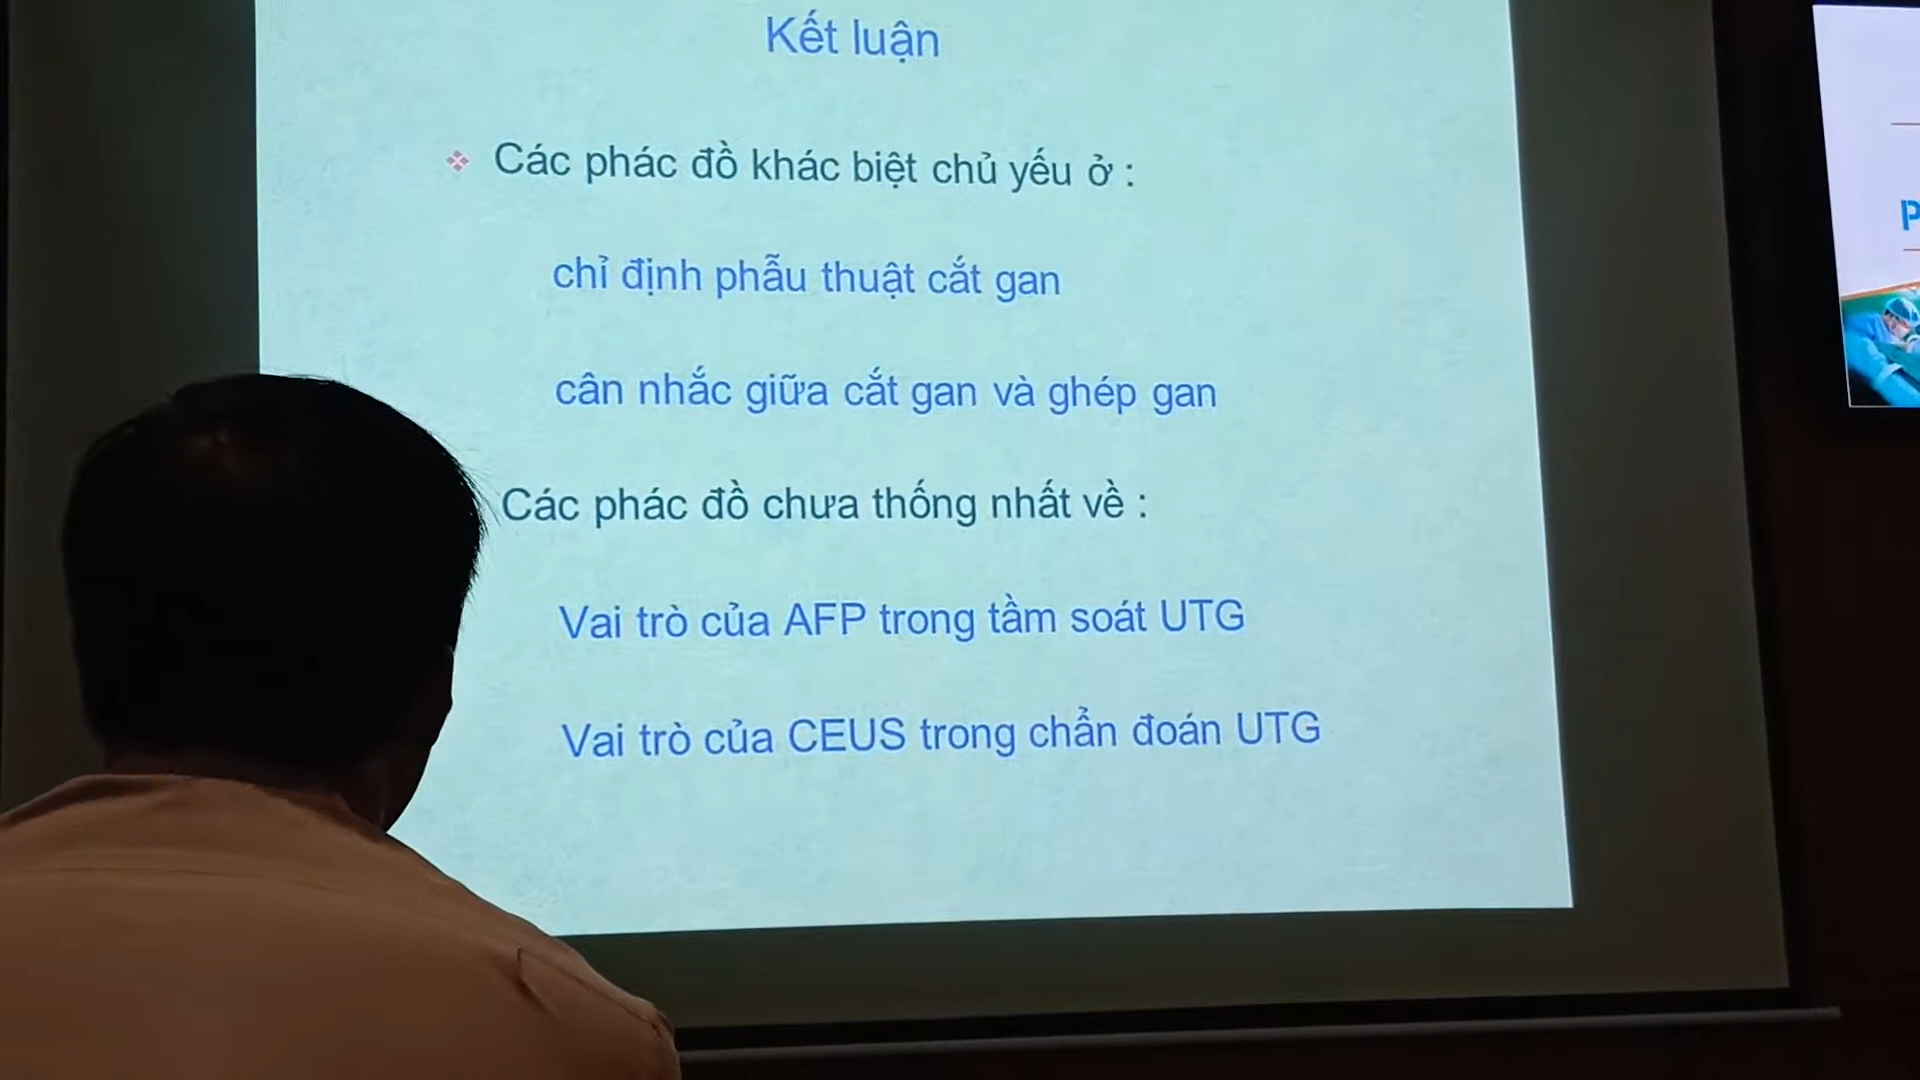 Kết luận
Các phác đồ khác biệt chủ yếu ở :
chỉ định phẫu thuật cắt gan
cân nhắc giữa cắt gan và ghép gan
Các phác đồ chưa thống nhất về :
Vai trò của AFP trong tầm soát UTG
Vai trò của CEUS trong chẩn đoán UTG
P